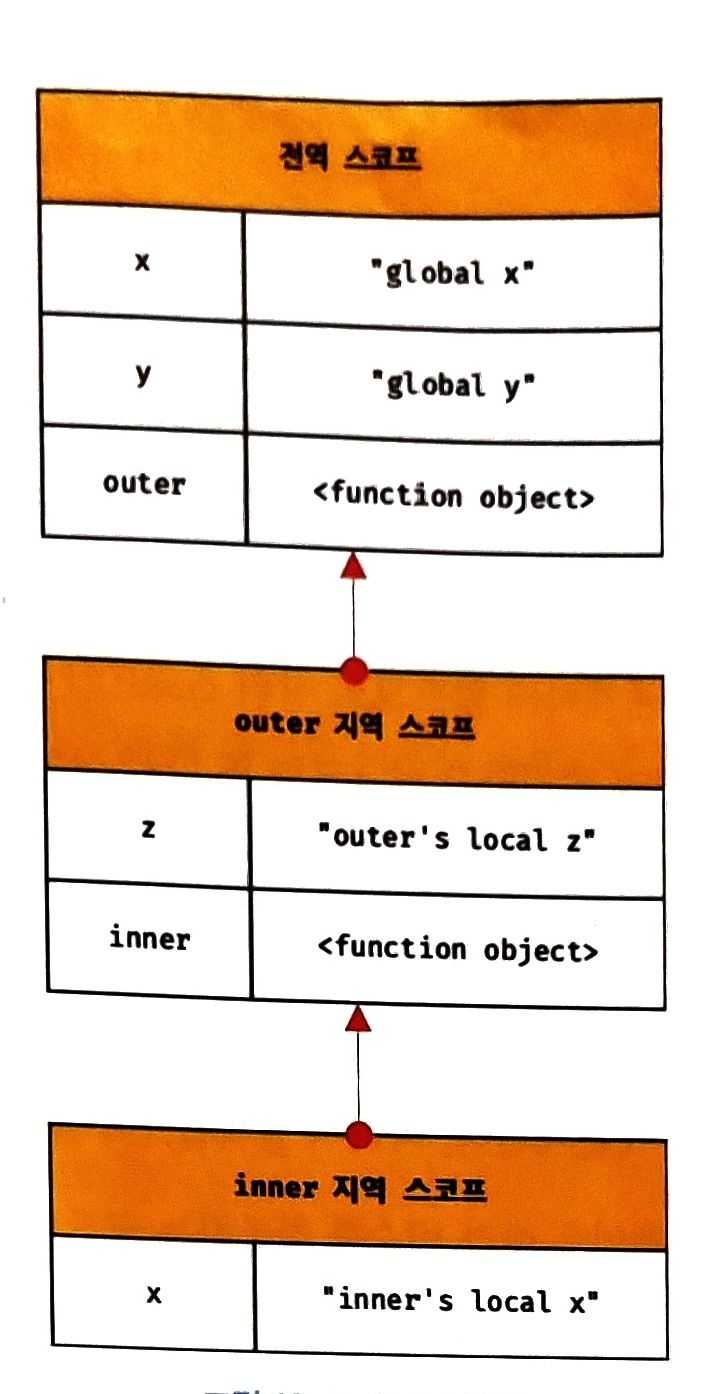 전역 스코프
x "global x"
y "global y"
outer <function object>
outer 지역 스코프
z "outer's local z"
inner <function object>
inner 지역 스코프
x "inner's local x"